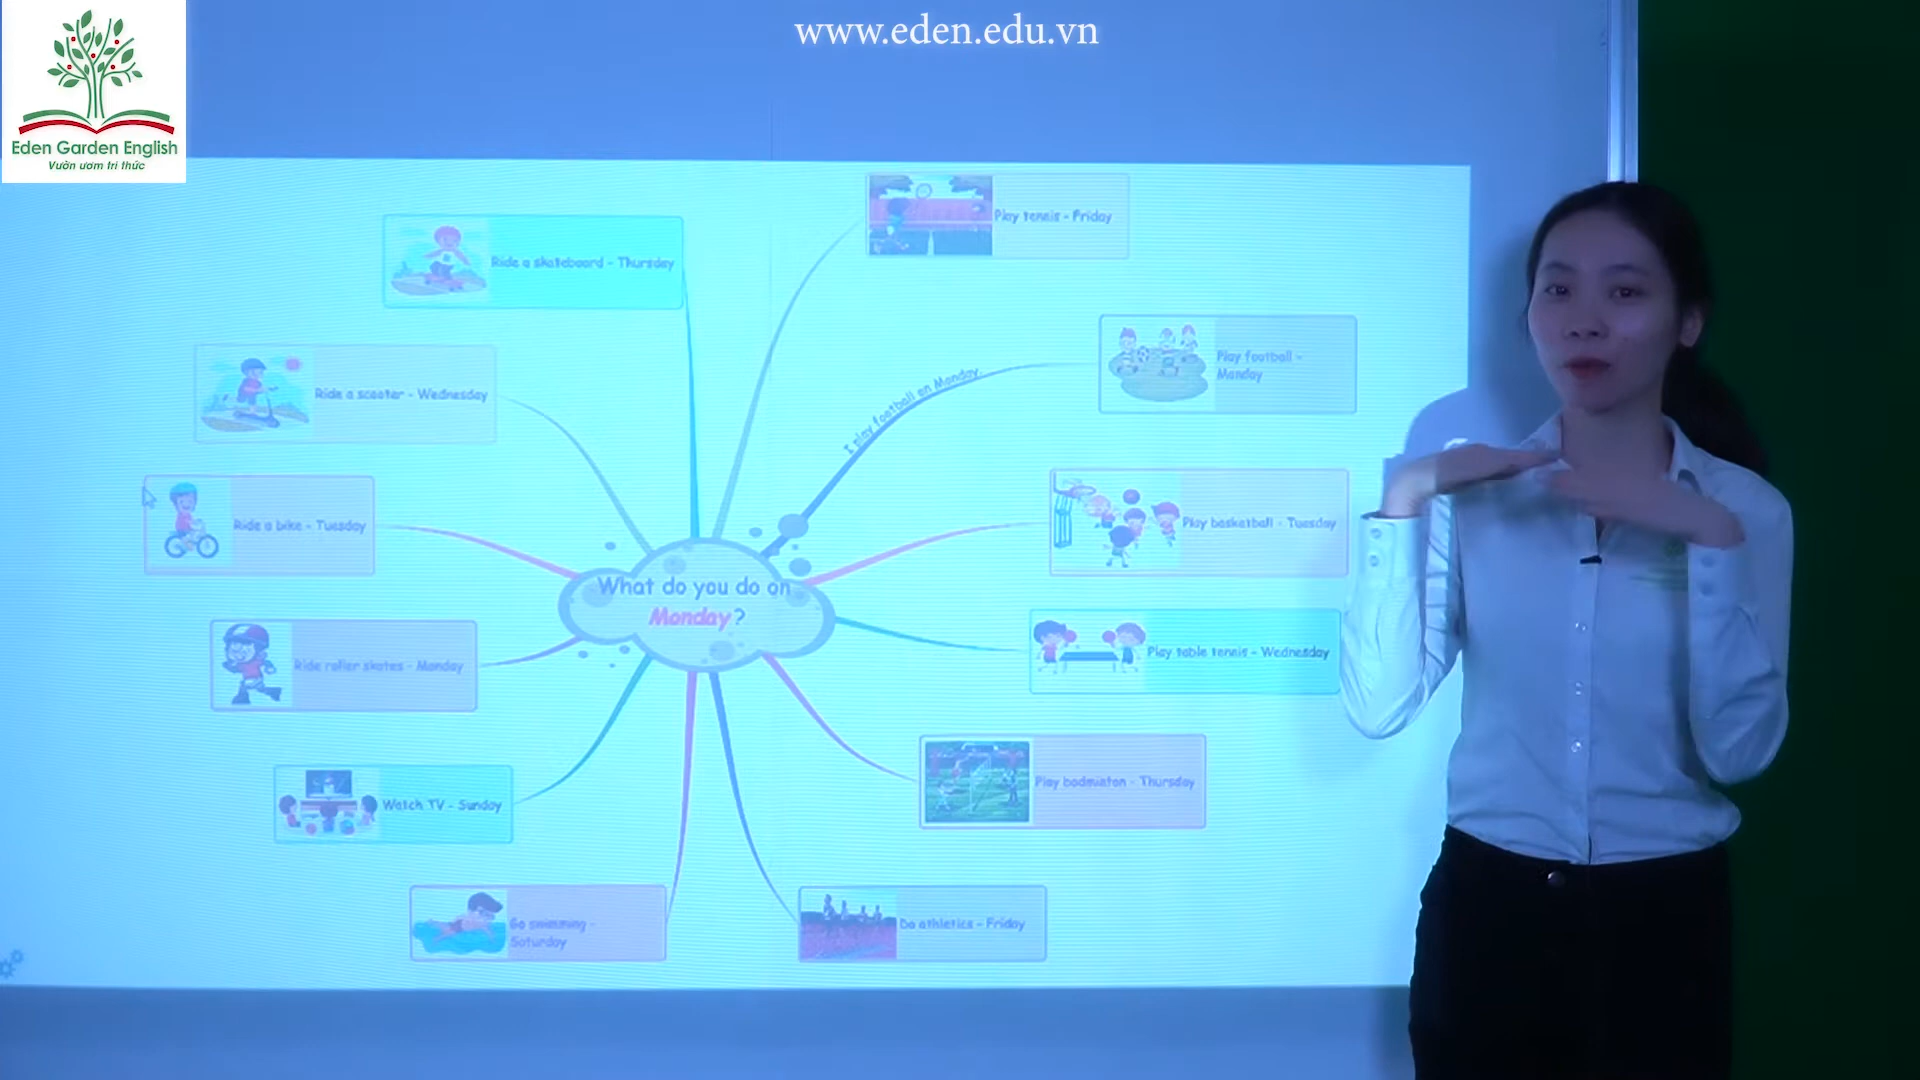 www.eden.edu.vn
Eden Garden English
Vườn ươm tri thức
Play tennis - Friday
Ride a skateboard - Thursday
Play football -
Monday
I play football on Monday.
Ride a scooter - Wednesday
Ride a bike - Tuesday
Play basketball - Tuesday
What do you do on
Monday?
Play table tennis - Wednesday
Ride roller skates - Monday
Play badminton - Thursday
Watch TV - Sunday
Go swimming -
Saturday
Do athletics - Friday